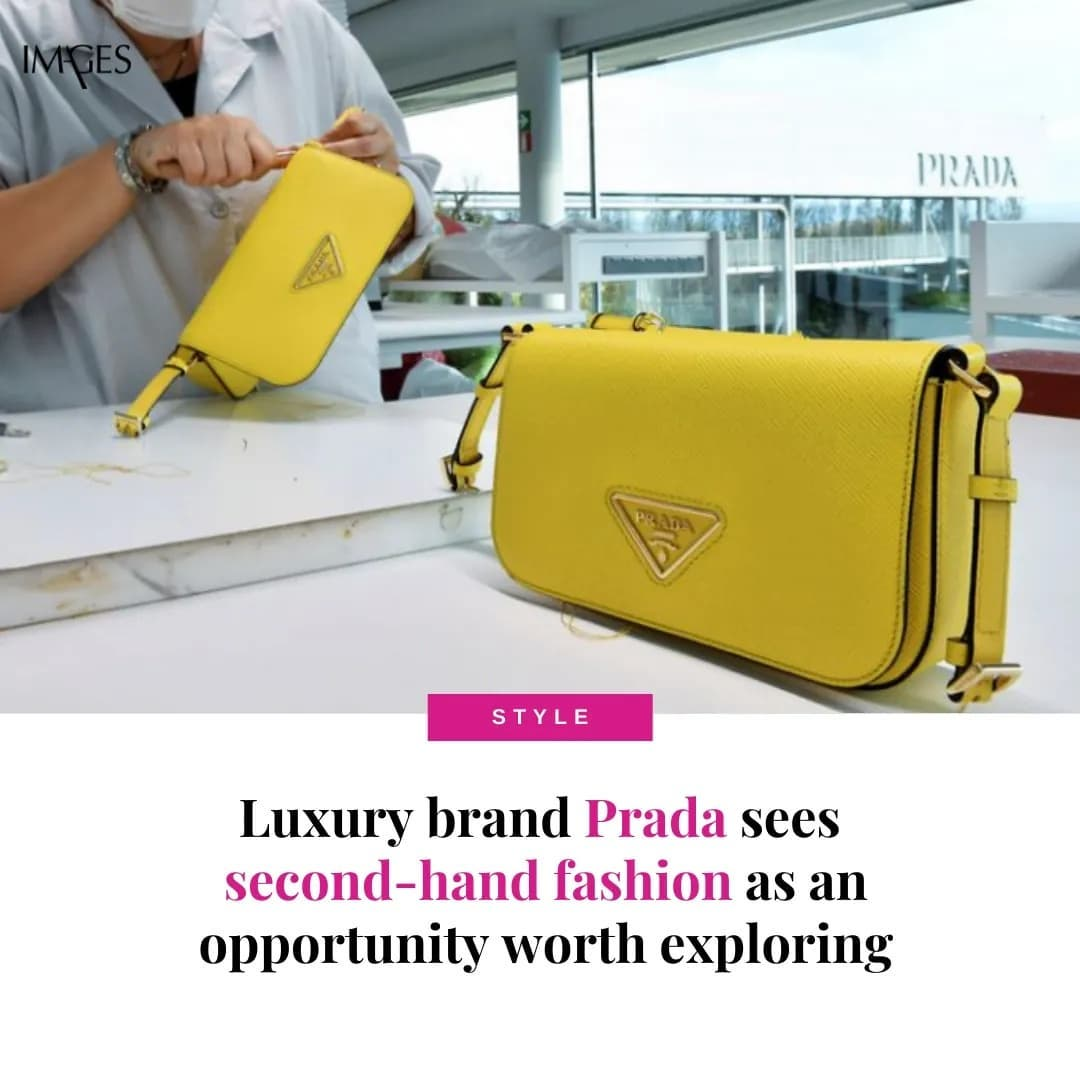 IMAGES
PRADA
PRADA
PRADA
STYLE
Luxury brand Prada sees
second-hand fashion as an
opportunity worth exploring